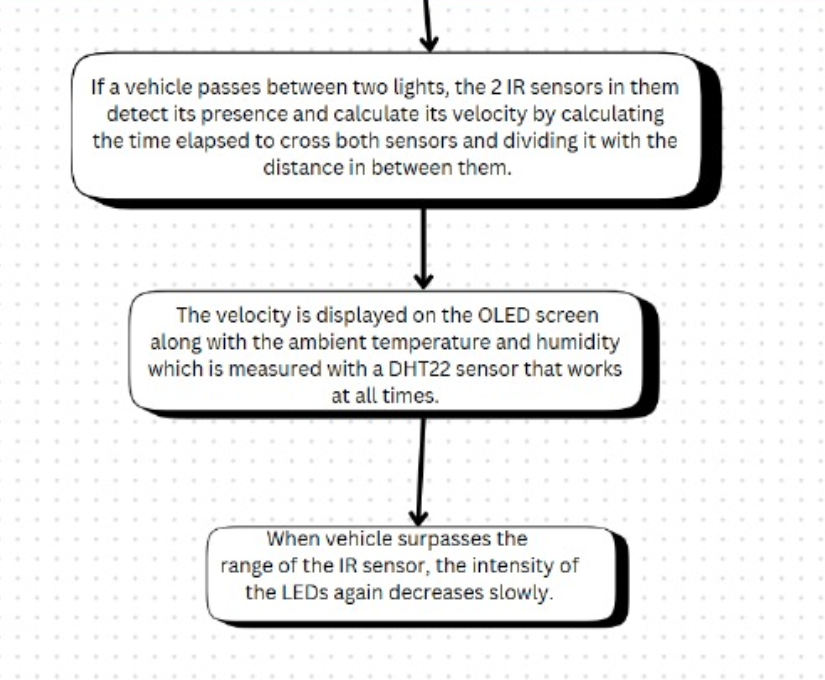 If a vehicle passes between two lights, the 2 IR sensors in them
detect its presence and calculate its velocity by calculating
the time elapsed to cross both sensors and dividing it with the
distance in between them.
The velocity is displayed on the OLED screen
along with the ambient temperature and humidity
which is measured with a DHT22 sensor that works
at all times.
When vehicle surpasses the
range of the IR sensor, the intensity of
the LEDs again decreases slowly.